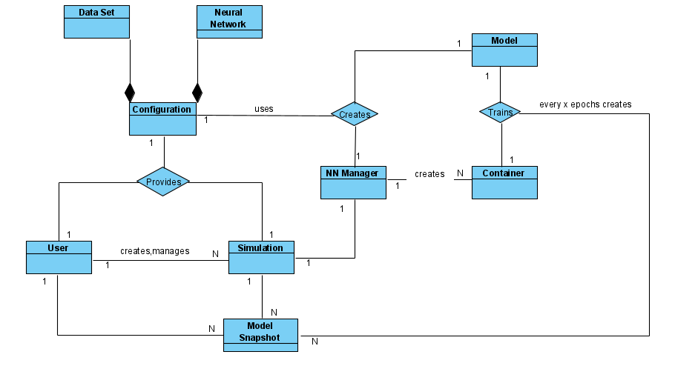 Data Set
Neural
Network
Model
1
1
Configuration
1
uses
Creates
Trains
every x epochs creates
1
1
1
NN Manager
1
creates
N
Container
Provides
1
1
1
User
1
creates,manages
N
Simulation
1
1
1
N
N
Model
Snapshot
N